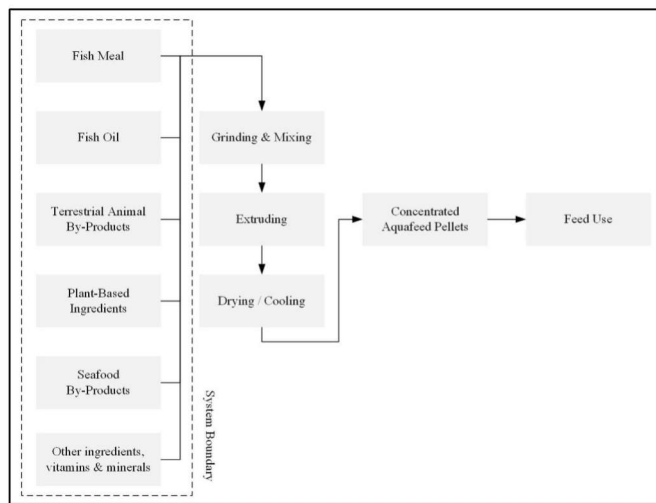 Fish Meal
Fish Oil
Grinding & Mixing
Terrestrial Animal
By-Products
Extruding
Concentrated
Aquafeed Pellets
Feed Use
Plant-Based
Ingredients
Drying / Cooling
Seafood
By-Products
System Boundary
Other ingredients,
vitamins & minerals